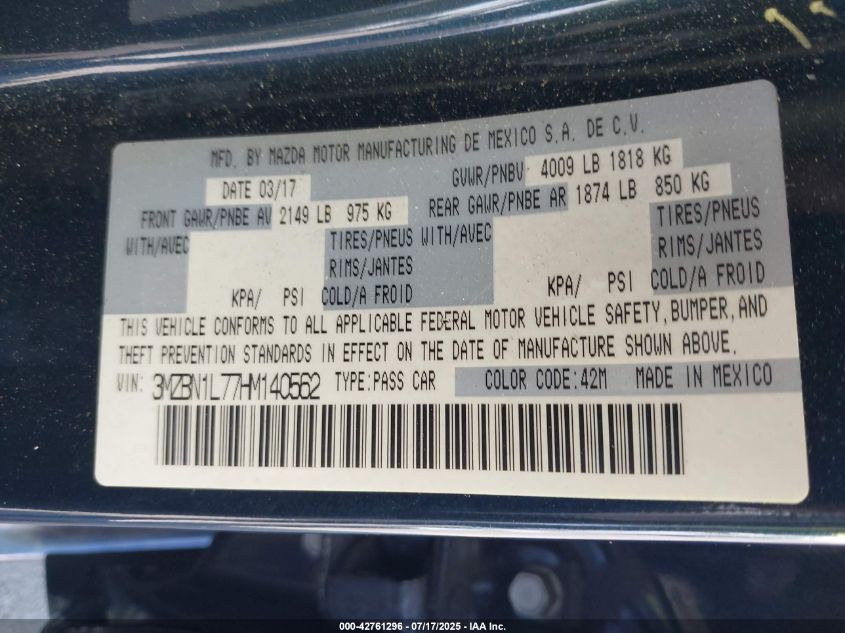 MFD. BY MAZDA MOTOR MANUFACTURING DE MEXICO S.A. DE C.V.
DATE 03/17 GVWR/PNBV 4009 LB 1818 KG
FRONT GAWR/PNBE AV 2149 LB 975 KG REAR GAWR/PNBE AR 1874 LB 850 KG
WITH/AVEC TIRES/PNEUS WITH/AVEC TIRES/PNEUS
RIMS/JANTES RIMS/JANTES
KPA/ PSI COLD/A FROID KPA/ PSI COLD/A FROID
THIS VEHICLE CONFORMS TO ALL APPLICABLE FEDERAL MOTOR VEHICLE SAFETY, BUMPER, AND
THEFT PREVENTION STANDARDS IN EFFECT ON THE DATE OF MANUFACTURE SHOWN ABOVE.
VIN: 3MZBN1L77HM140562 TYPE:PASS CAR COLOR CODE:42M MADE IN MEXICO
000-42761296 - 07/17/2025 - IAA Inc.